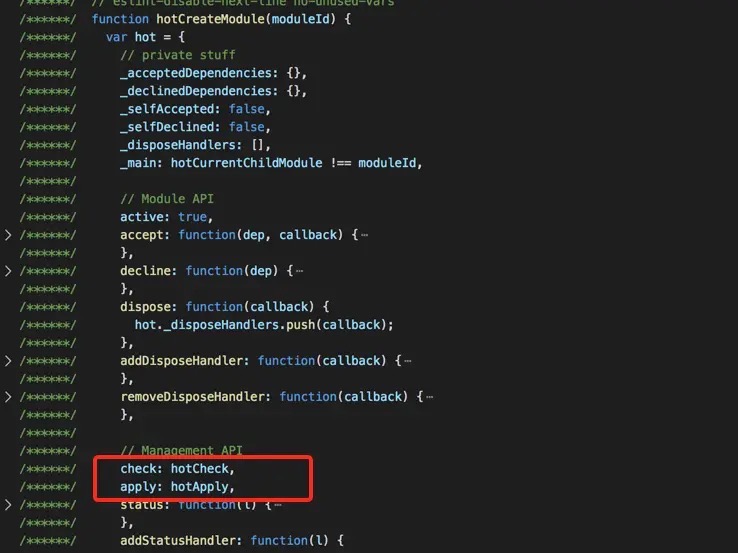 /******/ // eslint-disable-next-line no-unused-vars
/******/ function hotCreateModule(moduleId) {
/******/ var hot = {
/******/ // private stuff
/******/ _acceptedDependencies: {},
/******/ _declinedDependencies: {},
/******/ _selfAccepted: false,
/******/ _selfDeclined: false,
/******/ _disposeHandlers: [],
/******/ _main: hotCurrentChildModule !== moduleId,
/******/
/******/ // Module API
/******/ active: true,
/******/ accept: function(dep, callback) {⋯
/******/ },
/******/ decline: function(dep) {⋯
/******/ },
/******/ dispose: function(callback) {
/******/ hot._disposeHandlers.push(callback);
/******/ },
/******/ addDisposeHandler: function(callback) {⋯
/******/ },
/******/ removeDisposeHandler: function(callback) {⋯
/******/ },
/******/
/******/ // Management API
/******/ check: hotCheck,
/******/ apply: hotApply,
/******/ status: function(l) {⋯
/******/ },
/******/ addStatusHandler: function(l) {